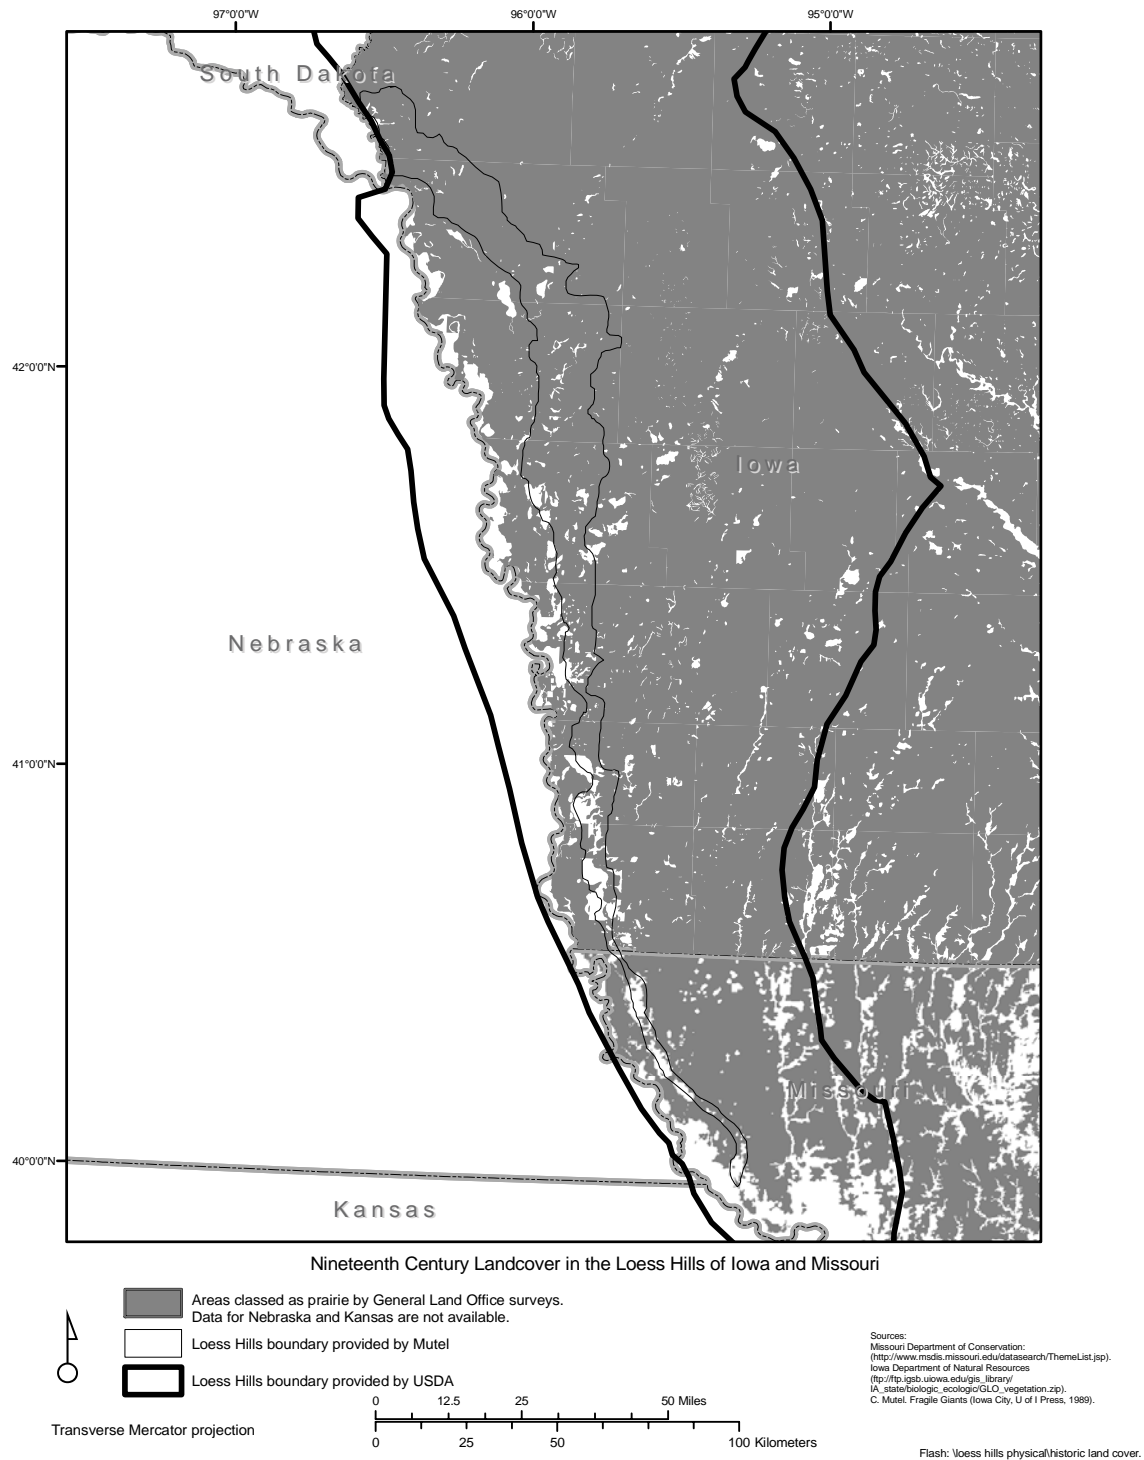 97°0'0"W
96°0'0"W
95°0'0"W
South Dakota
42°0'0"N
Iowa
Nebraska
41°0'0"N
Missouri
40°0'0"N
Kansas
Nineteenth Century Landcover in the Loess Hills of Iowa and Missouri
Areas classed as prairie by General Land Office surveys.
Data for Nebraska and Kansas are not available.
Loess Hills boundary provided by Mutel
Loess Hills boundary provided by USDA
Sources:
Missouri Department of Conservation:
(http://www.msdis.missouri.edu/datasearch/ThemeList.jsp).
Iowa Department of Natural Resources
(ftp://ftp.igsb.uiowa.edu/gis_library/
IA_state/biologic_ecologic/GLO_vegetation.zip).
C. Mutel. Fragile Giants (Iowa City, U of I Press, 1989).
0 12.5 25 50 Miles
Transverse Mercator projection
0 25 50 100 Kilometers
Flash: \loess hills physical\historic land cover.